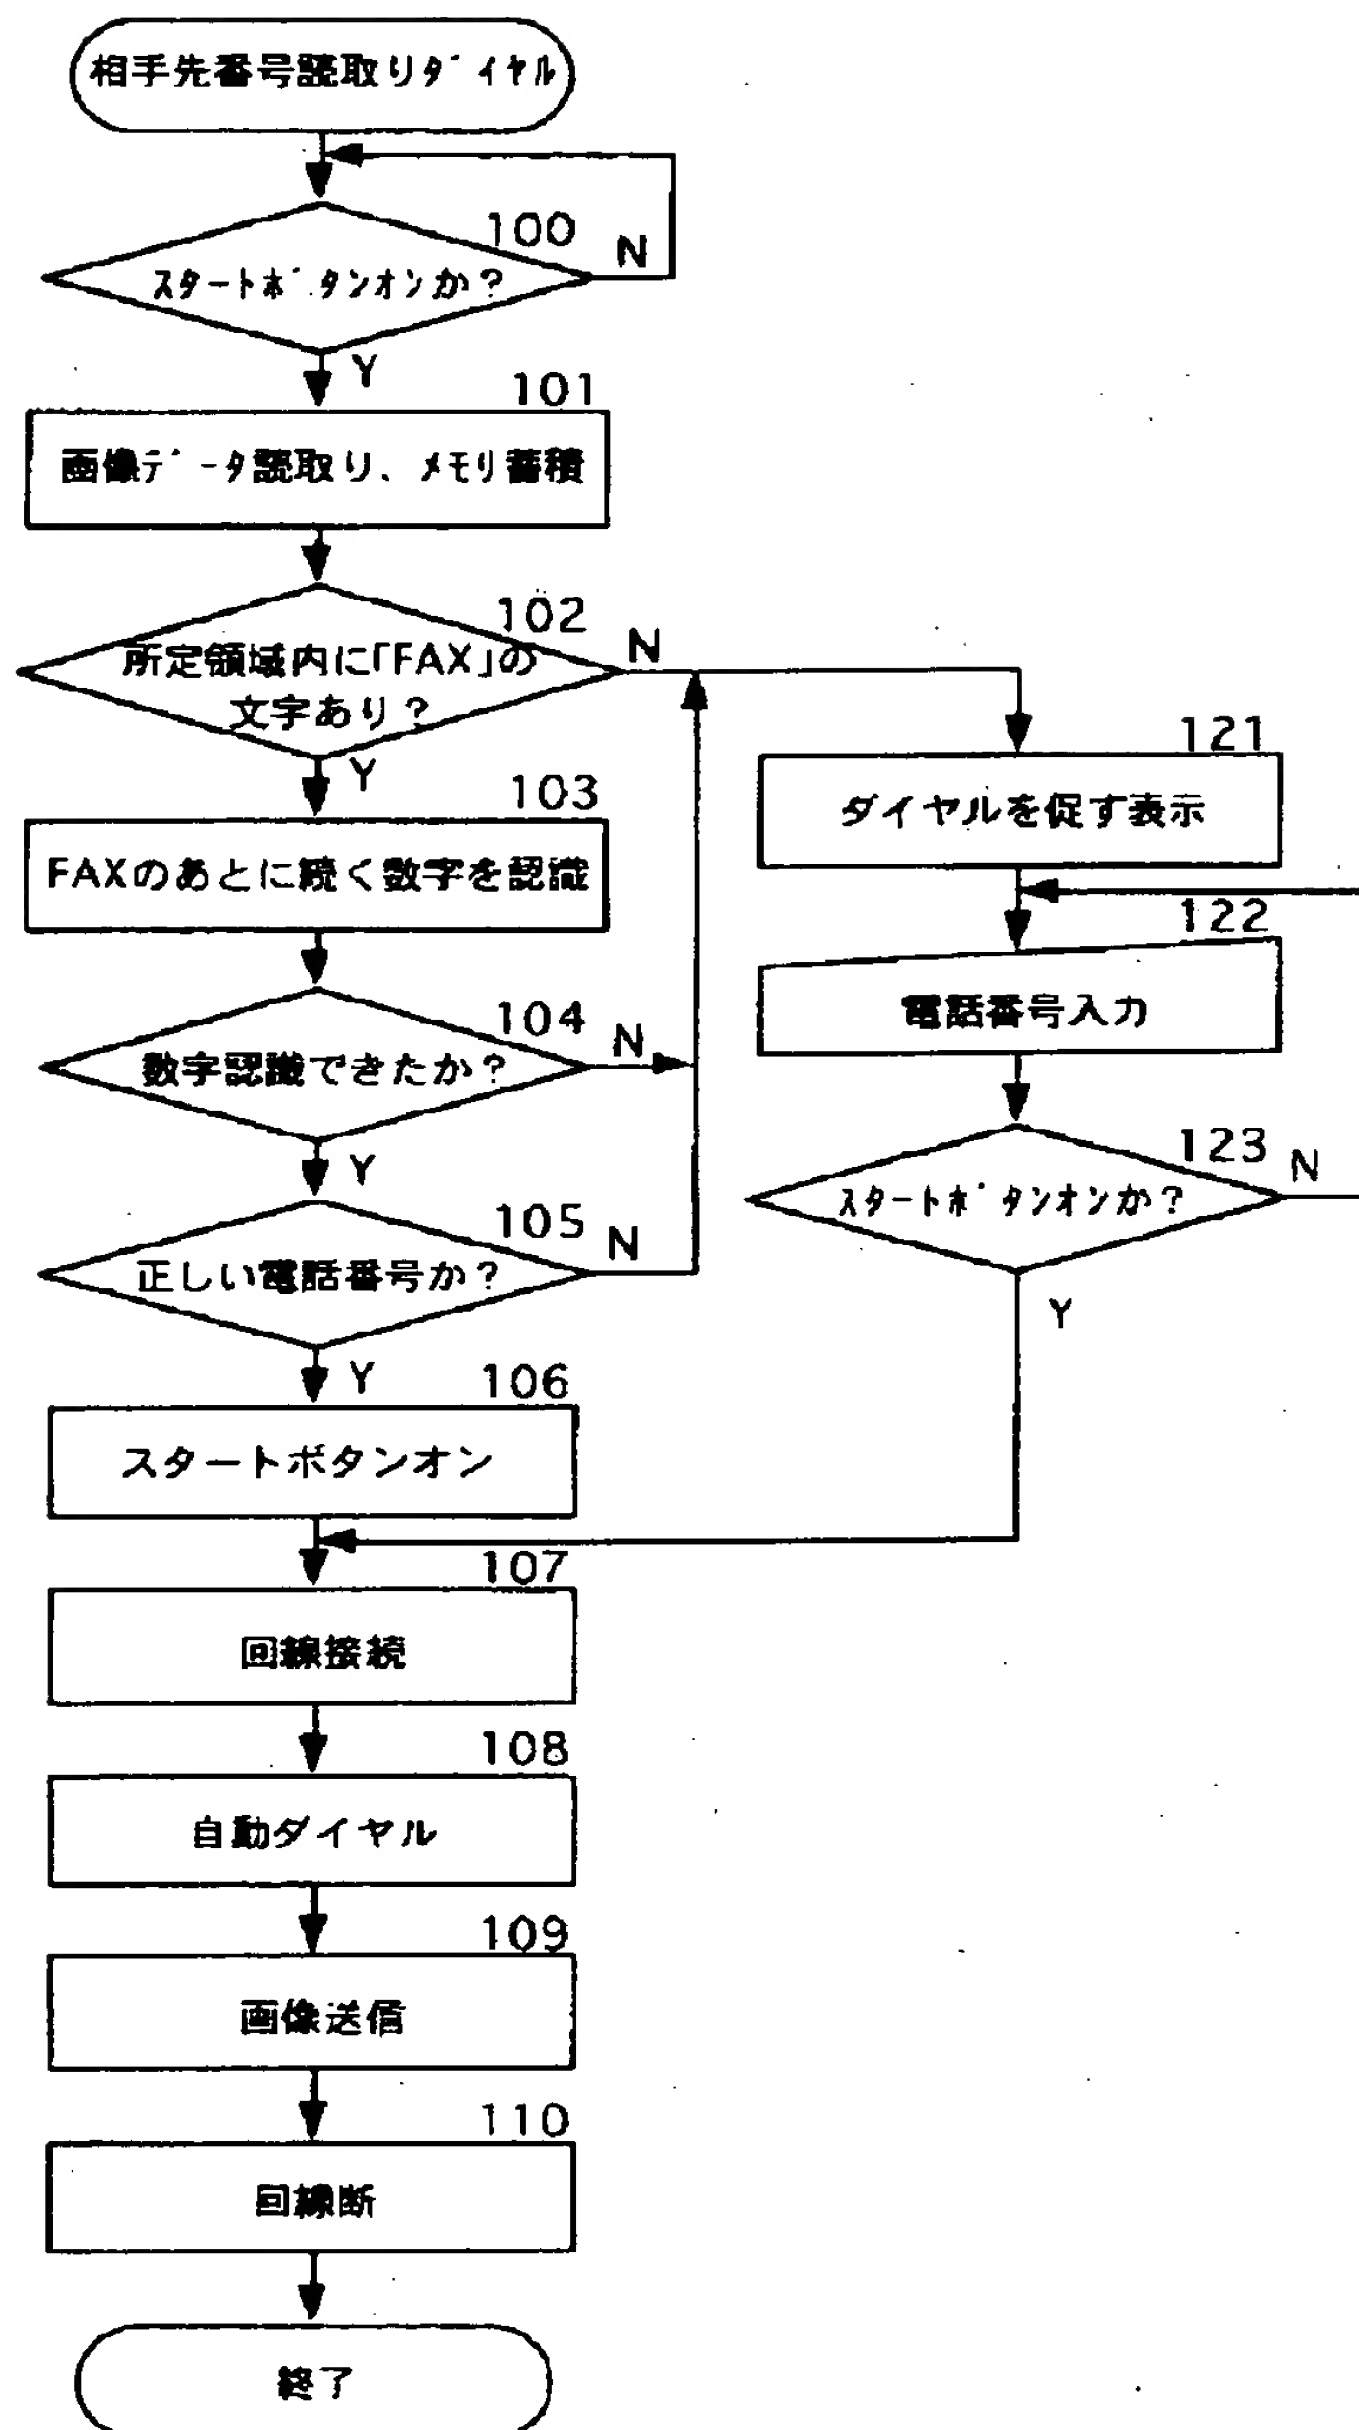 相手先番号読取りﾀﾞｲﾔﾙ
100
N
ｽﾀｰﾄﾎﾞﾀﾝｵﾝか？
Y
101
画像ﾃﾞｰﾀ読取り、ﾒﾓﾘ蓄積
102
N
所定領域内に「FAX」の
文字あり？
Y
103
FAXのあとに続く数字を認識
104
N
数字認識できたか？
Y
105
N
正しい電話番号か？
Y
106
スタートボタンオン
107
回線接続
108
自動ダイヤル
109
画像送信
110
回線断
終了
121
ダイヤルを促す表示
122
電話番号入力
123
N
ｽﾀｰﾄﾎﾞﾀﾝｵﾝか？
Y